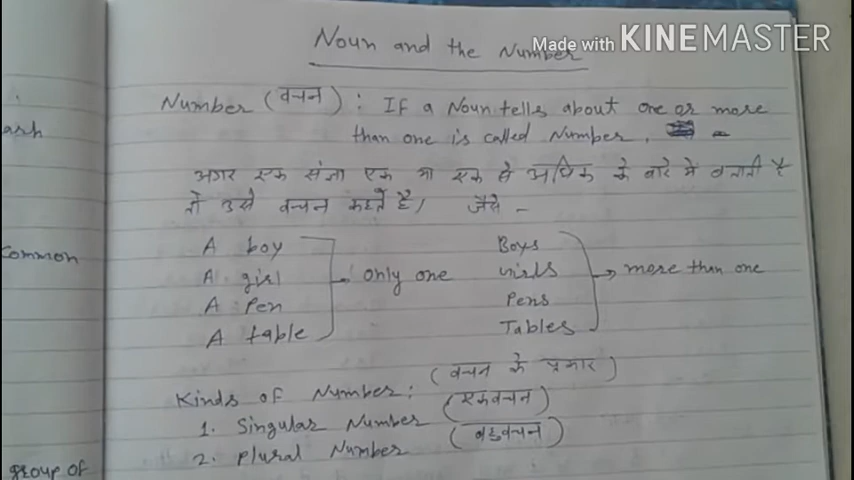 Noun and the Number
Made with KINEMASTER
Number (वचन) : If a Noun tells about one or more
than one is called Number.
अगर एक संज्ञा एक या एक से अधिक के बारे में बताती है
तो उसे वचन कहते है। जैसे -
A boy
A girl
A Pen
A table
only one
Boys
Girls
Pens
Tables
more than one
Kinds of Number: (वचन के प्रकार)
1. Singular Number (एकवचन)
2. Plural Number (बहुवचन)
ash
Common
group of